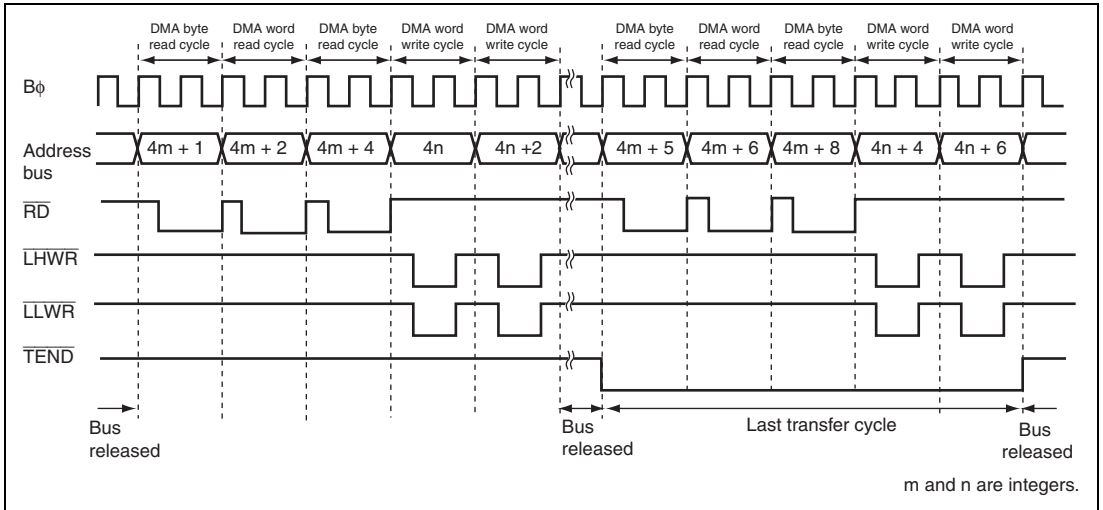 DMA byte read cycle
DMA word read cycle
DMA byte read cycle
DMA word write cycle
DMA word write cycle
DMA byte read cycle
DMA word read cycle
DMA byte read cycle
DMA word write cycle
DMA word write cycle
Bϕ
Address bus
4m + 1
4m + 2
4m + 4
4n
4n +2
4m + 5
4m + 6
4m + 8
4n + 4
4n + 6
RD
LHWR
LLWR
TEND
Bus released
Bus released
Last transfer cycle
Bus released
m and n are integers.